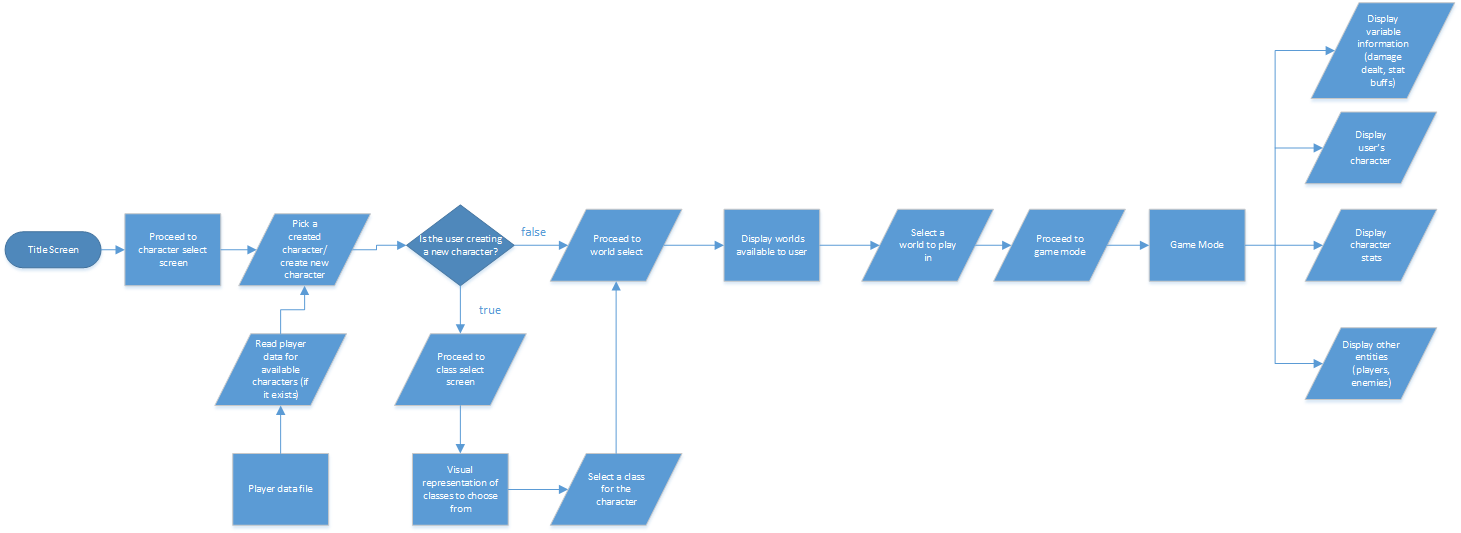 Title Screen
Proceed to
character select
screen
Pick a
created
character/
create new
character
Is the user creating
a new character?
false
true
Proceed to
world select
Display worlds
available to user
Select a
world to play
in
Proceed to
game mode
Game Mode
Display
variable
information
(damage
dealt, stat
buffs)
Display
user's
character
Display
character
stats
Display other
entities
(players,
enemies)
Read player
data for
available
characters (if
it exists)
Player data file
Proceed to
class select
screen
Visual
representation of
classes to choose
from
Select a class
for the
character